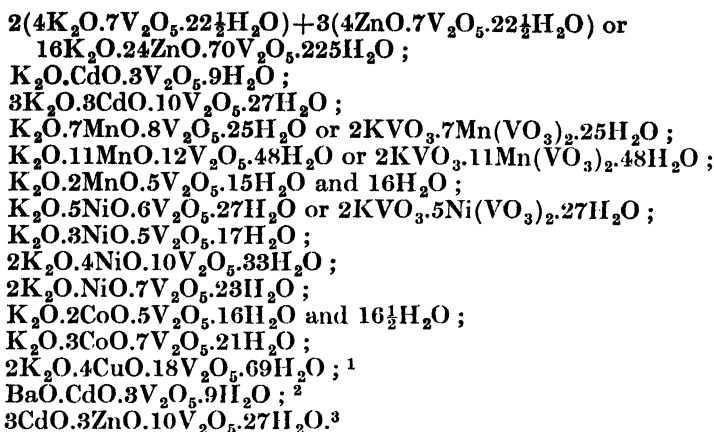 2(4K₂O.7V₂O₅.22½H₂O)+3(4ZnO.7V₂O₅.22½H₂O) or
16K₂O.24ZnO.70V₂O₅.225H₂O ;
K₂O.CdO.3V₂O₅.9H₂O ;
3K₂O.3CdO.10V₂O₅.27H₂O ;
K₂O.7MnO.8V₂O₅.25H₂O or 2KVO₃.7Mn(VO₃)₂.25H₂O ;
K₂O.11MnO.12V₂O₅.48H₂O or 2KVO₃.11Mn(VO₃)₂.48H₂O ;
K₂O.2MnO.5V₂O₅.15H₂O and 16H₂O ;
K₂O.5NiO.6V₂O₅.27H₂O or 2KVO₃.5Ni(VO₃)₂.27H₂O ;
K₂O.3NiO.5V₂O₅.17H₂O ;
2K₂O.4NiO.10V₂O₅.33H₂O ;
2K₂O.NiO.7V₂O₅.23H₂O ;
K₂O.2CoO.5V₂O₅.16H₂O and 16½H₂O ;
K₂O.3CoO.7V₂O₅.21H₂O ;
2K₂O.4CuO.18V₂O₅.69H₂O ; ¹
BaO.CdO.3V₂O₅.9H₂O ; ²
3CdO.3ZnO.10V₂O₅.27H₂O.³